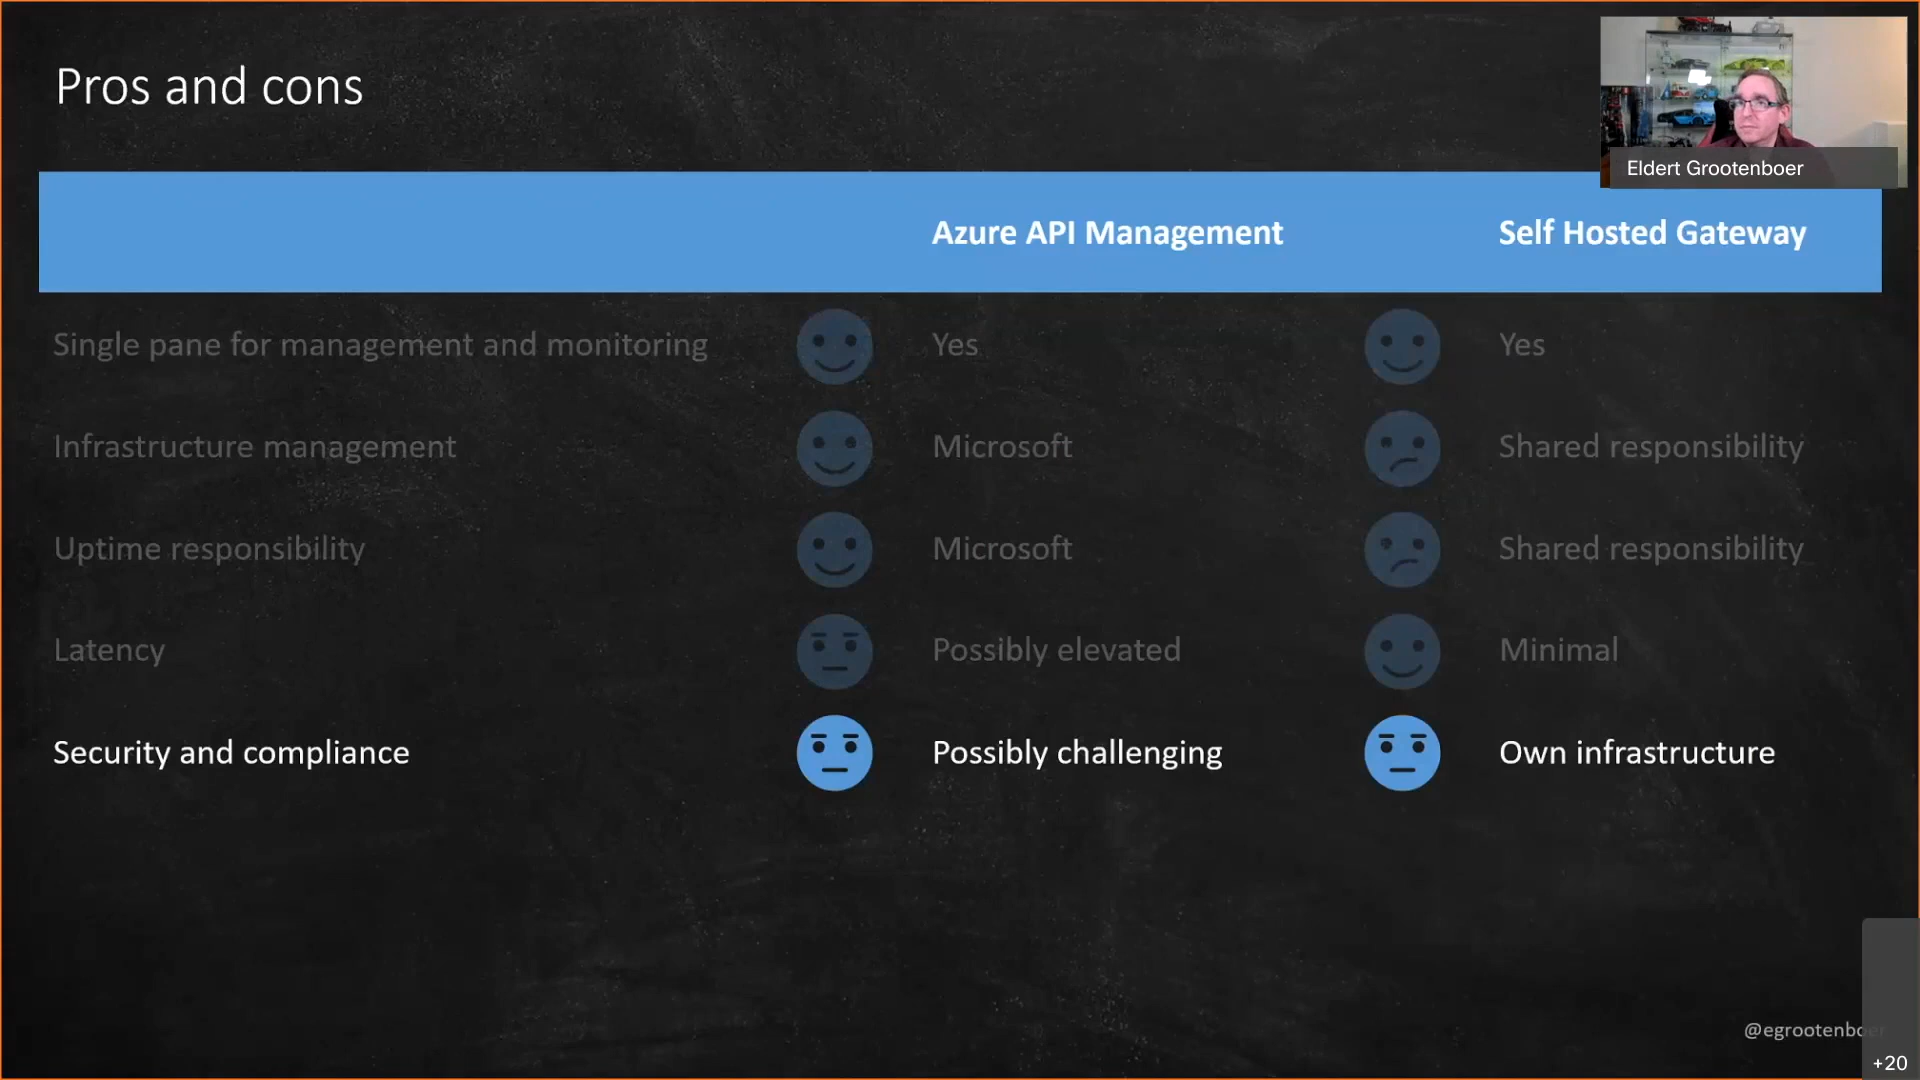 Pros and cons
Eldert Grootenboer
Azure API Management Self Hosted Gateway
Single pane for management and monitoring Yes Yes
Infrastructure management Microsoft Shared responsibility
Uptime responsibility Microsoft Shared responsibility
Latency Possibly elevated Minimal
Security and compliance Possibly challenging Own infrastructure
@egrootenboer
+20